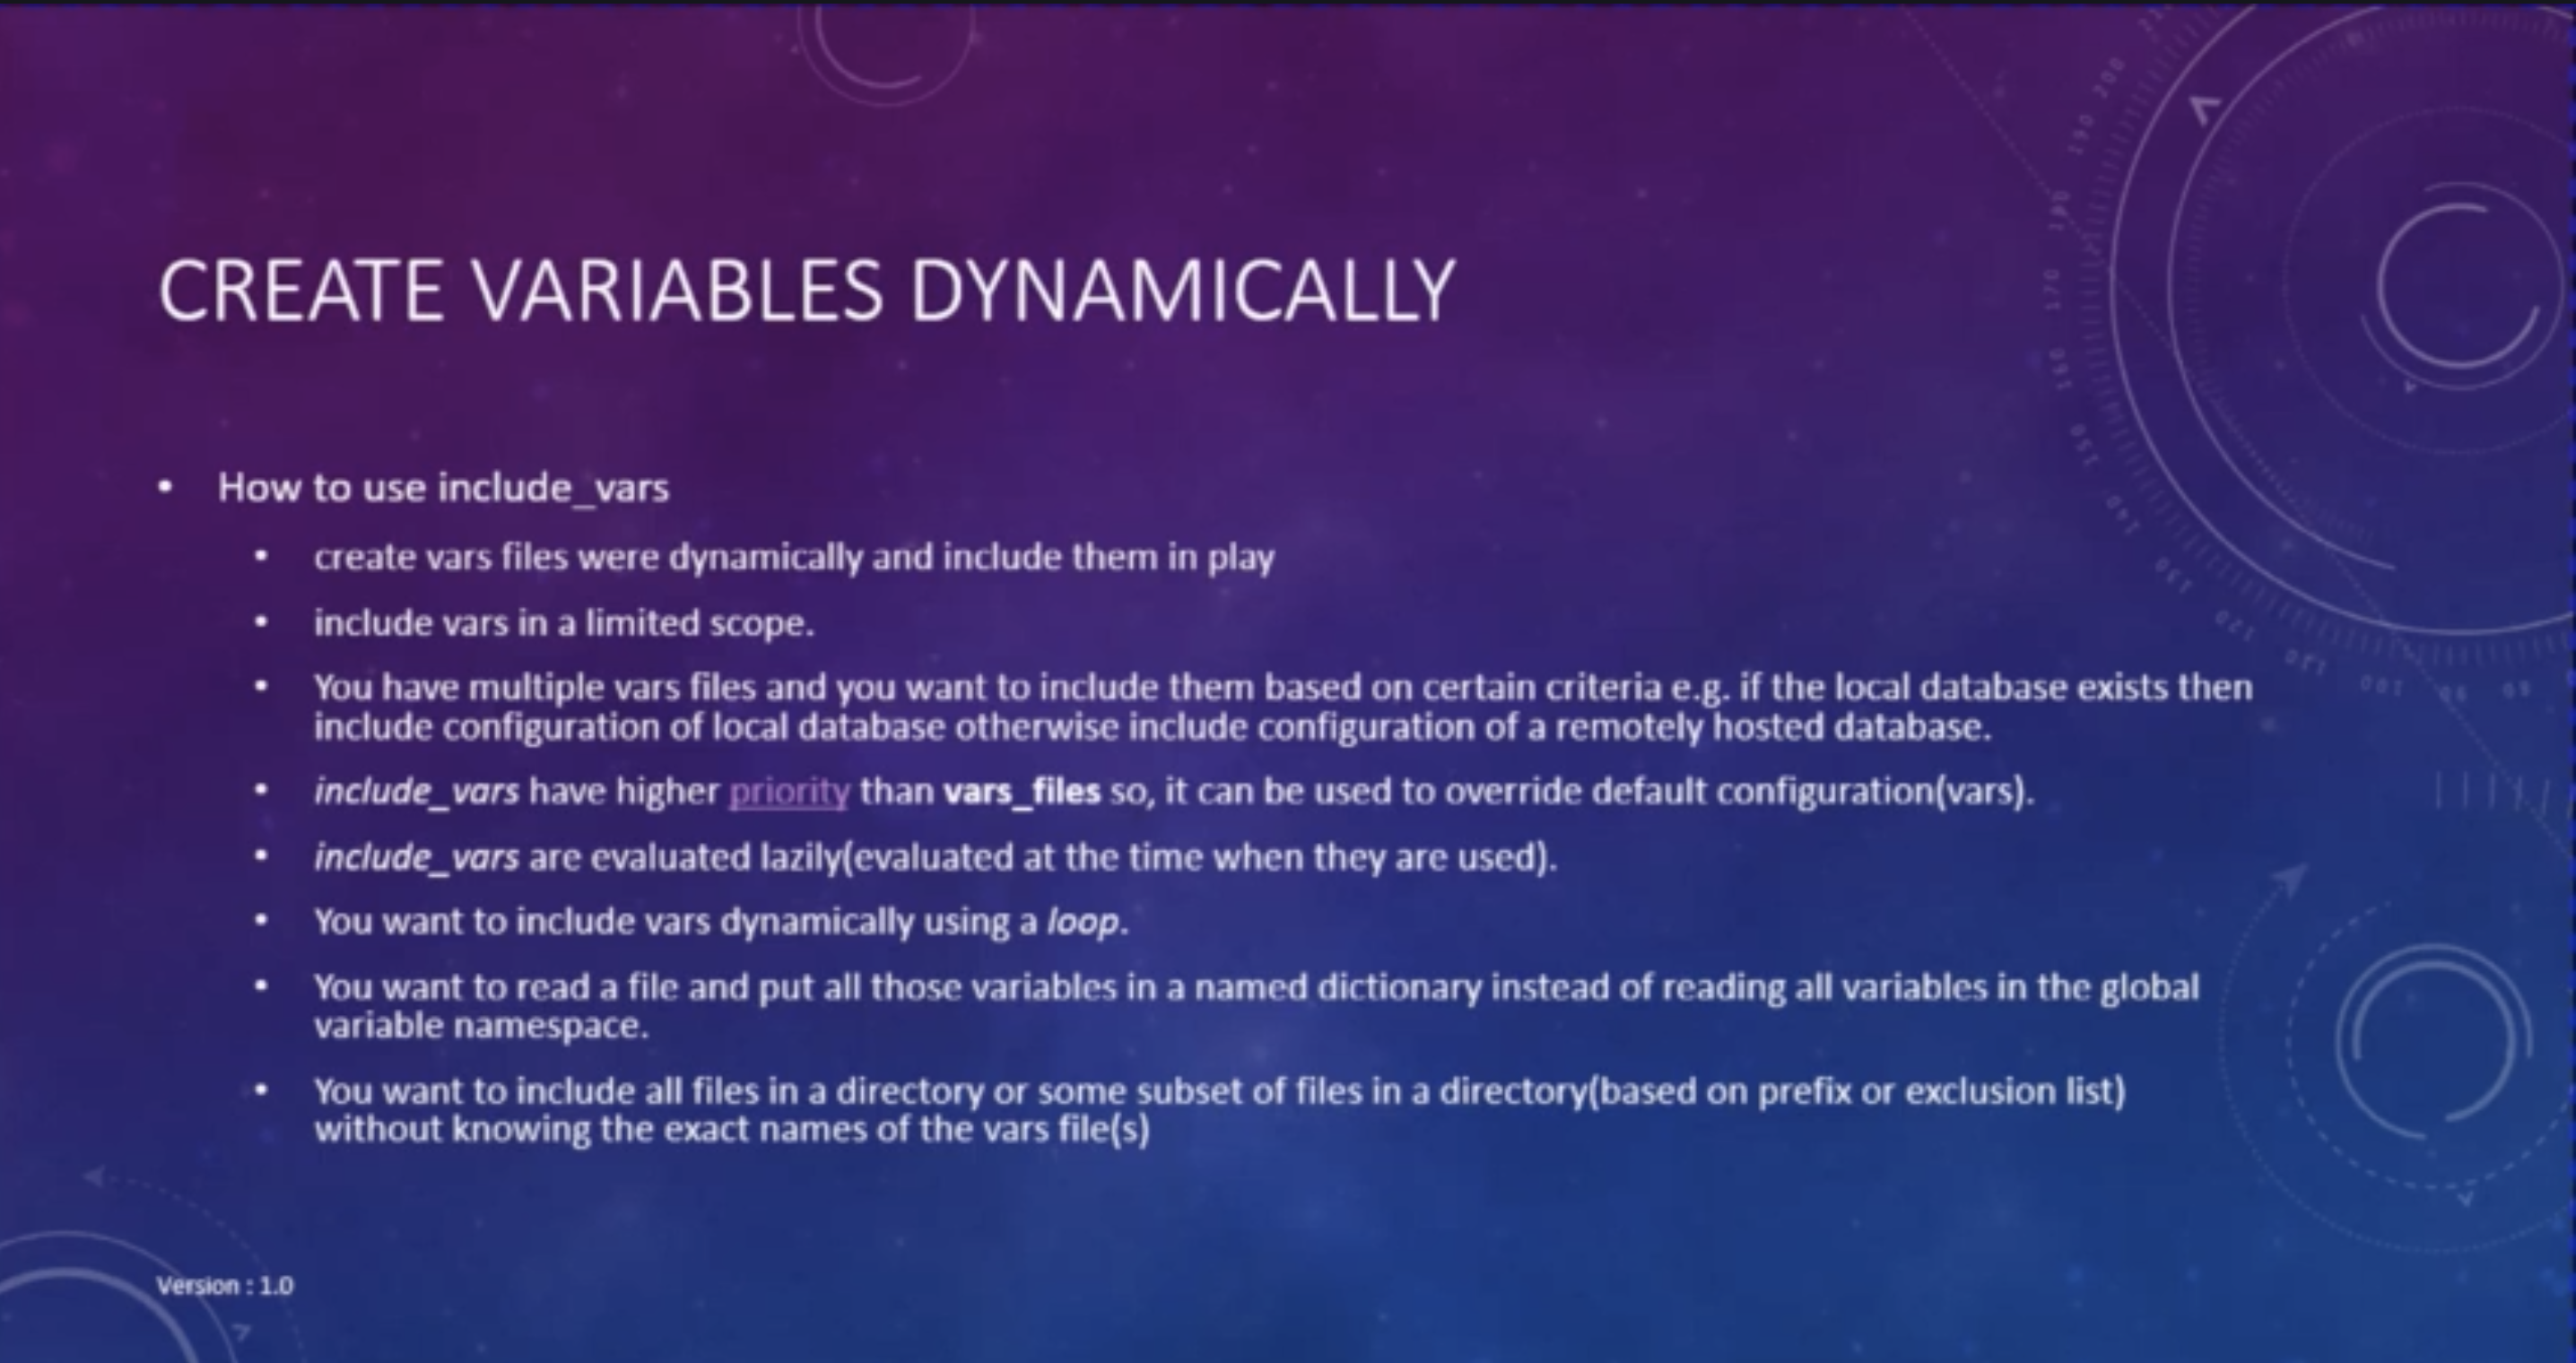 CREATE VARIABLES DYNAMICALLY
• How to use include_vars
• create vars files were dynamically and include them in play
• include vars in a limited scope.
• You have multiple vars files and you want to include them based on certain criteria e.g. if the local database exists then
include configuration of local database otherwise include configuration of a remotely hosted database.
• include_vars have higher priority than vars_files so, it can be used to override default configuration(vars).
• include_vars are evaluated lazily(evaluated at the time when they are used).
• You want to include vars dynamically using a loop.
• You want to read a file and put all those variables in a named dictionary instead of reading all variables in the global
variable namespace.
• You want to include all files in a directory or some subset of files in a directory(based on prefix or exclusion list)
without knowing the exact names of the vars file(s)
Version : 1.0